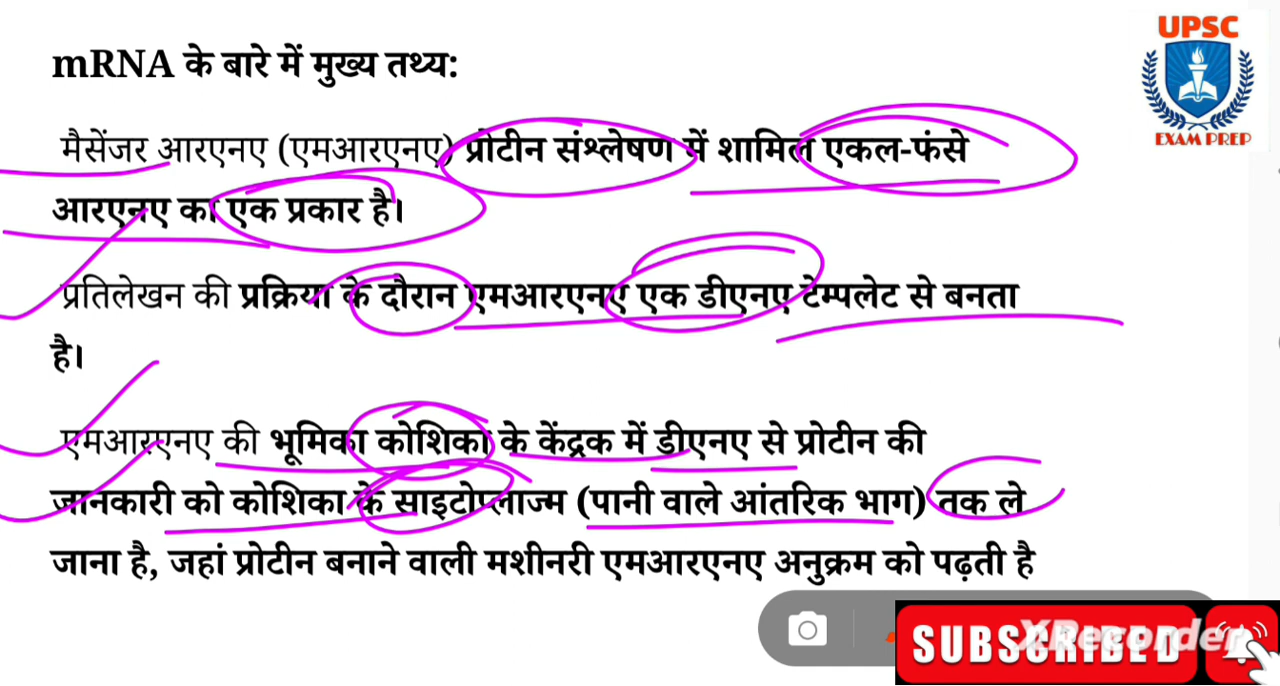 UPSC
EXAM PREP
mRNA के बारे में मुख्य तथ्य:
मैसेंजर आरएनए (एमआरएनए) प्रोटीन संश्लेषण में शामिल एकल-फंसे
आरएनए का एक प्रकार है।
प्रतिलेखन की प्रक्रिया के दौरान एमआरएनए एक डीएनए टेम्पलेट से बनता
है।
एमआरएनए की भूमिका कोशिका के केंद्रक में डीएनए से प्रोटीन की
जानकारी को कोशिका के साइटोप्लाज्म (पानी वाले आंतरिक भाग) तक ले
जाना है, जहां प्रोटीन बनाने वाली मशीनरी एमआरएनए अनुक्रम को पढ़ती है
SUBSCRIBED
XRecorder